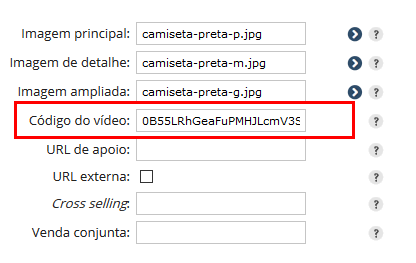 Imagem principal: camiseta-preta-p.jpg ?
Imagem de detalhe: camiseta-preta-m.jpg ?
Imagem ampliada: camiseta-preta-g.jpg ?
Código do vídeo: 0B55LRhGeaFuPMHJLcmV3S ?
URL de apoio: ?
URL externa: ?
Cross selling: ?
Venda conjunta: ?